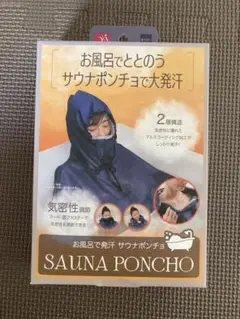 お風呂でととのう
サウナポンチョで大発汗
2層構造
気密性調節
お風呂で発汗 サウナポンチョ
SAUNA PONCHO